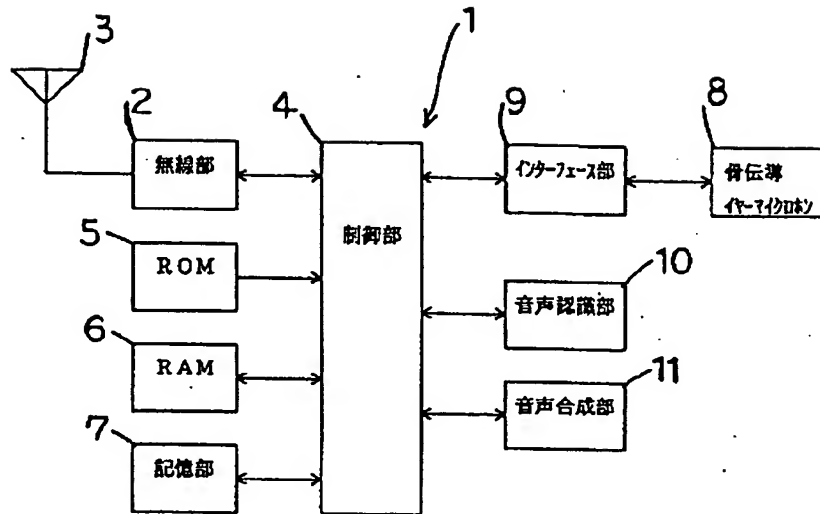 3
1
2
4
9
8
無線部
インターフェース部
骨伝導
イヤーマイクロホン
5
制御部
ROM
10
音声認識部
6
RAM
11
音声合成部
7
記憶部